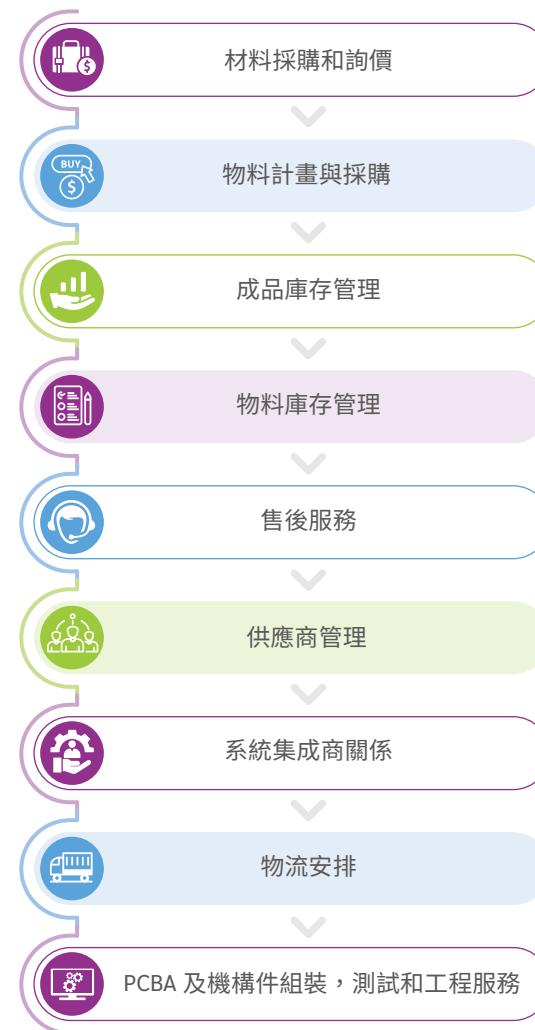 材料採購和詢價
BUY
物料計畫與採購
成品庫存管理
物料庫存管理
售後服務
供應商管理
系統集成商關係
物流安排
PCBA 及機構件組裝，測試和工程服務